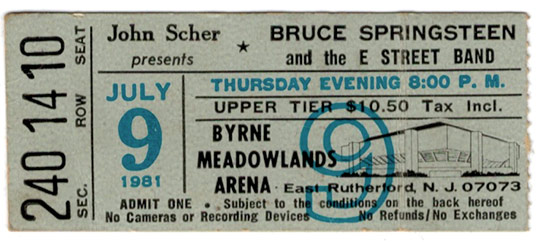 240 14 10
SEC. ROW SEAT
John Scher
presents
★
BRUCE SPRINGSTEEN
and the E STREET BAND
JULY
9
1981
THURSDAY EVENING 8:00 P. M.
UPPER TIER $10.50 Tax Incl.
9
BYRNE
MEADOWLANDS
ARENA East Rutherford, N. J. 07073
ADMIT ONE • Subject to the conditions on the back hereof
No Cameras or Recording Devices No Refunds/No Exchanges